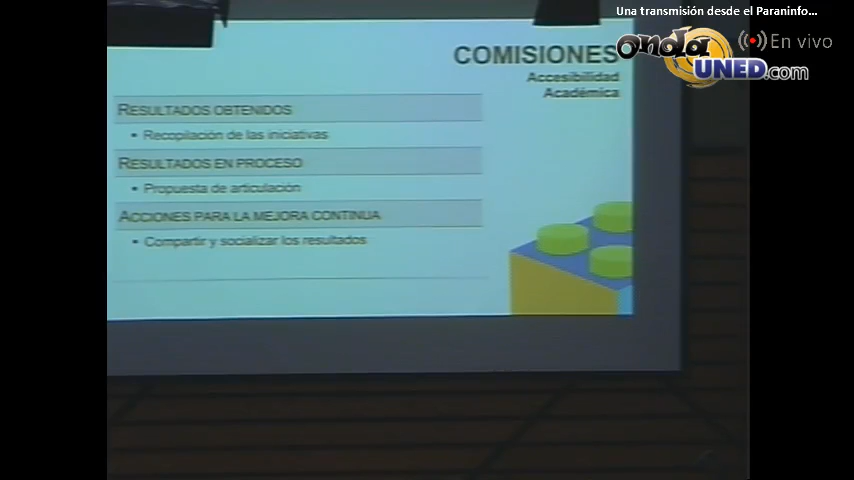 Una transmisión desde el Paraninfo...
onda
UNED.com
En vivo
COMISIONES
Accesibilidad
Académica
RESULTADOS OBTENIDOS
• Recopilación de las iniciativas
RESULTADOS EN PROCESO
• Propuesta de articulación
ACCIONES PARA LA MEJORA CONTINUA
• Compartir y socializar los resultados